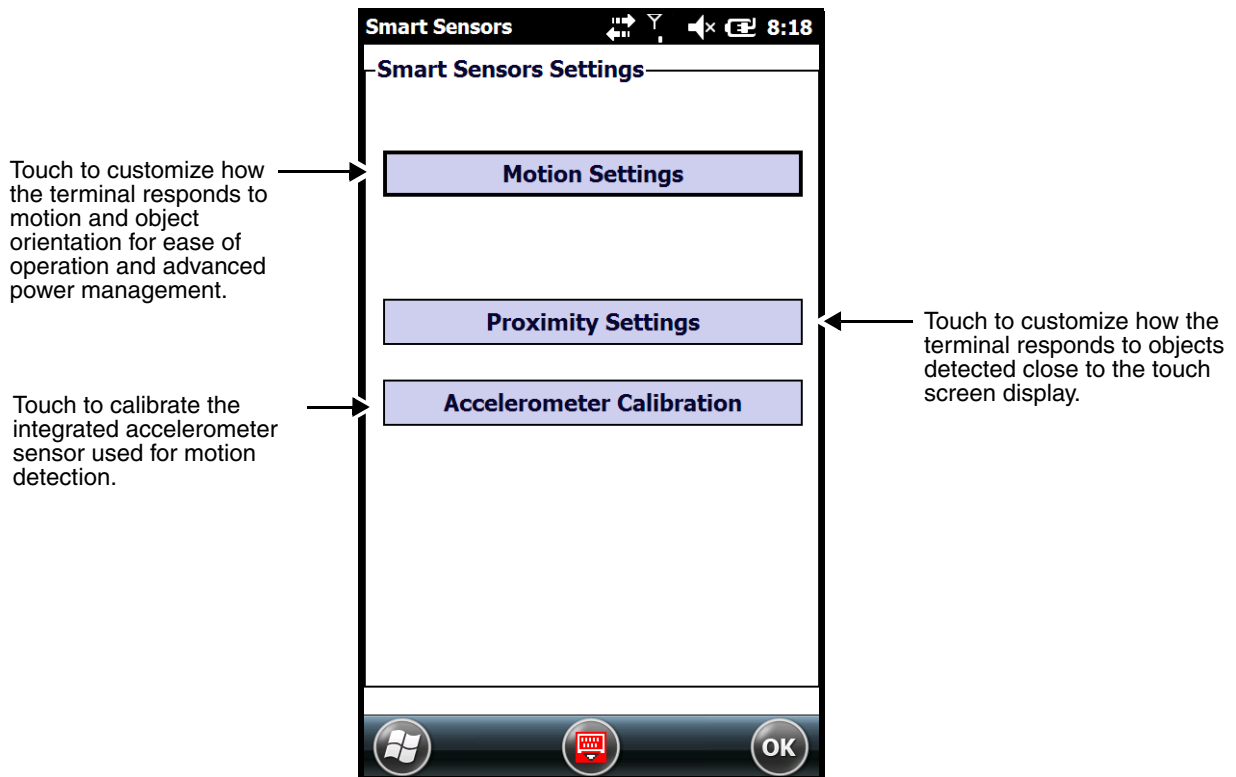 Smart Sensors 8:18
Smart Sensors Settings
Touch to customize how
the terminal responds to
motion and object
orientation for ease of
operation and advanced
power management.
Motion Settings
Proximity Settings
Touch to customize how the
terminal responds to objects
detected close to the touch
screen display.
Touch to calibrate the
integrated accelerometer
sensor used for motion
detection.
Accelerometer Calibration
OK